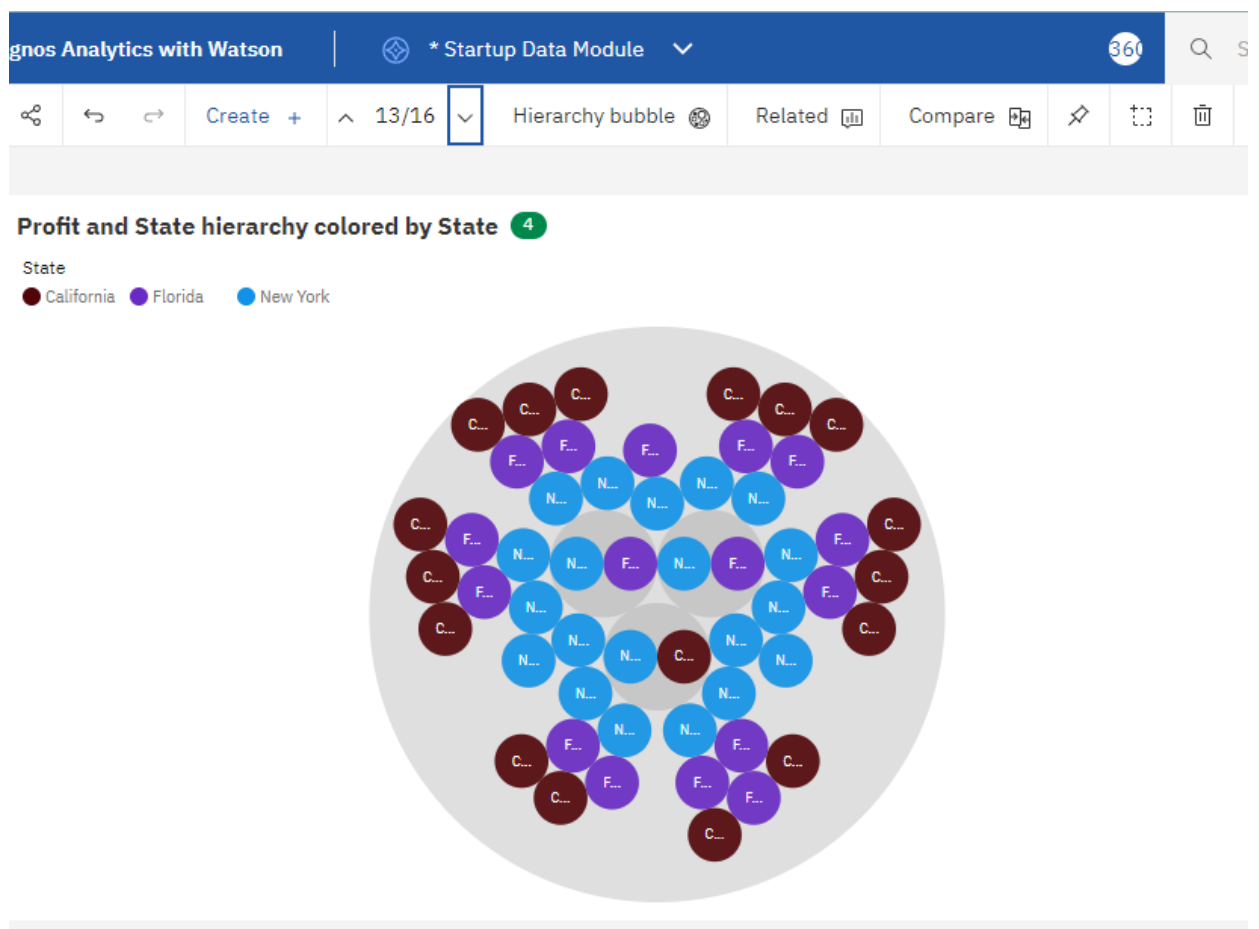 gnos Analytics with Watson * Startup Data Module 360 S
Create + 13/16 Hierarchy bubble Related Compare
Profit and State hierarchy colored by State 4
State
California Florida New York
C... C...
C... C...
C... C...
F... F... F...
F... F...
N... N...
N... N...
N...
C... C...
F... F...
N... N...
N... F... N... F...
C... C...
F... F...
N... N...
C... C...
N... N...
N... C...
N... N...
N... N...
N... N...
F... F...
C... C...
F... F... F...
C...
C...